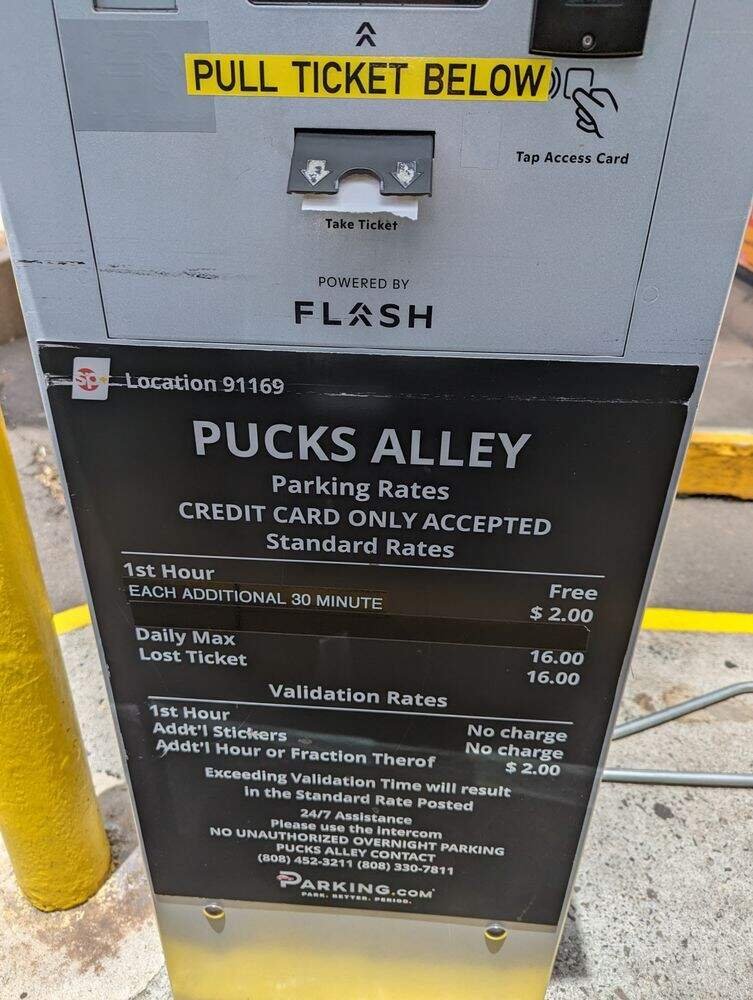 PULL TICKET BELOW
Tap Access Card
Take Ticket
POWERED BY
FLASH
sp+ Location 91169
PUCKS ALLEY
Parking Rates
CREDIT CARD ONLY ACCEPTED
Standard Rates
1st Hour Free
EACH ADDITIONAL 30 MINUTE $ 2.00
Daily Max 16.00
Lost Ticket 16.00
Validation Rates
1st Hour No charge
Addt'l Stickers No charge
Addt'l Hour or Fraction Therof $ 2.00
Exceeding Validation Time will result
in the Standard Rate Posted
24/7 Assistance
Please use the Intercom
NO UNAUTHORIZED OVERNIGHT PARKING
PUCKS ALLEY CONTACT
(808) 452-3211 (808) 330-7811
PARKING.COM
PARK. BETTER. PERIOD.